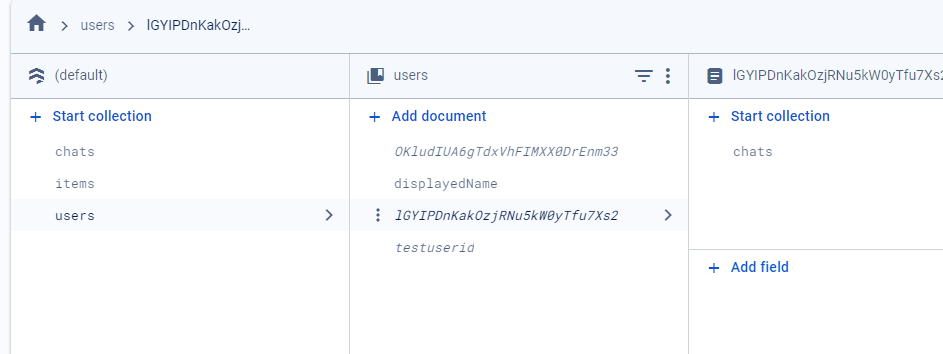 users
lGYIPDnKakOzj...
(default)
users
lGYIPDnKakOzjRNu5kW0yTfu7Xs2
Start collection
Add document
Start collection
chats
OKludIUA6gTdxVhFIMXX0DrEnm33
chats
items
displayedName
users
lGYIPDnKakOzjRNu5kW0yTfu7Xs2
testuserid
Add field